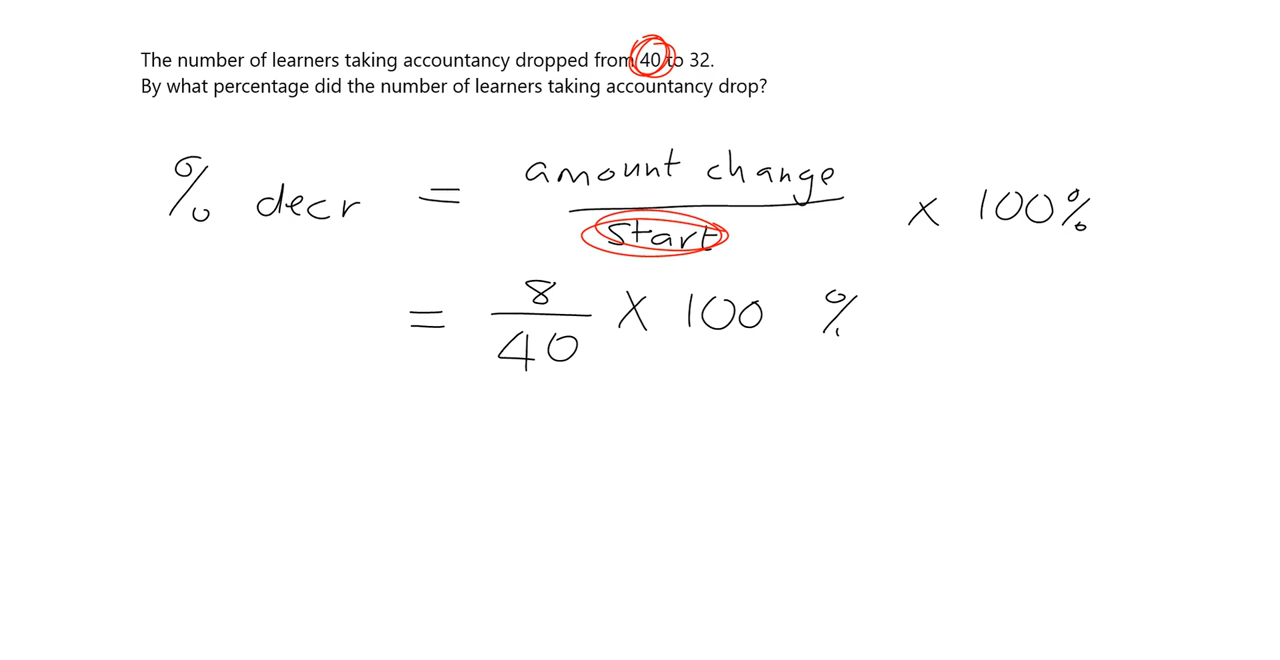 The number of learners taking accountancy dropped from 40 to 32.
By what percentage did the number of learners taking accountancy drop?
% decr = amount change / start x 100%
= 8 / 40 x 100 %